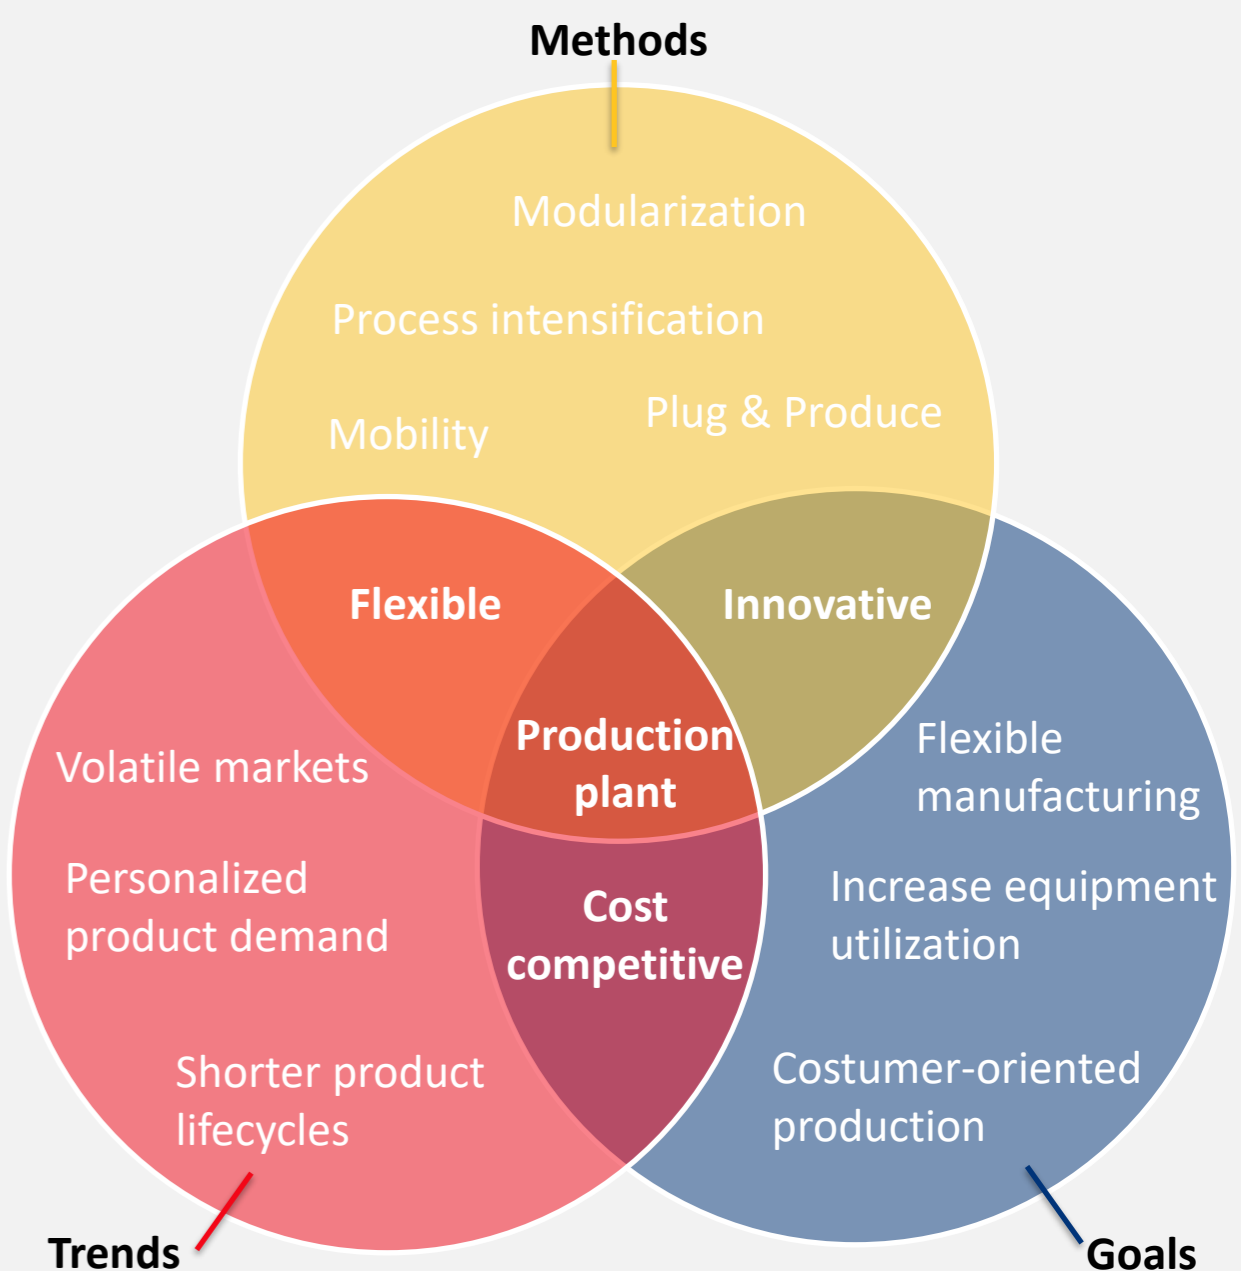 Methods
Modularization
Process intensification
Plug & Produce
Mobility
Flexible
Innovative
Production
plant
Volatile markets
Flexible
manufacturing
Personalized
product demand
Cost
competitive
Increase equipment
utilization
Shorter product
lifecycles
Costumer-oriented
production
Trends
Goals